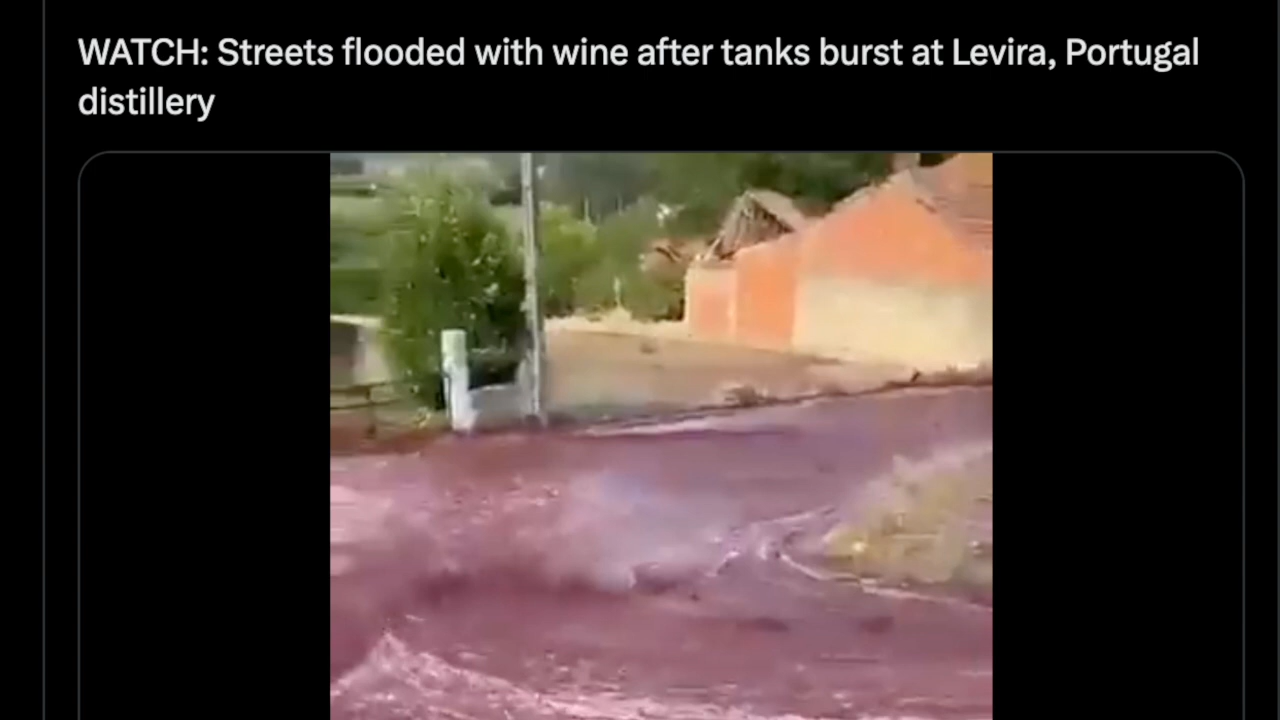 WATCH: Streets flooded with wine after tanks burst at Levira, Portugal
distillery